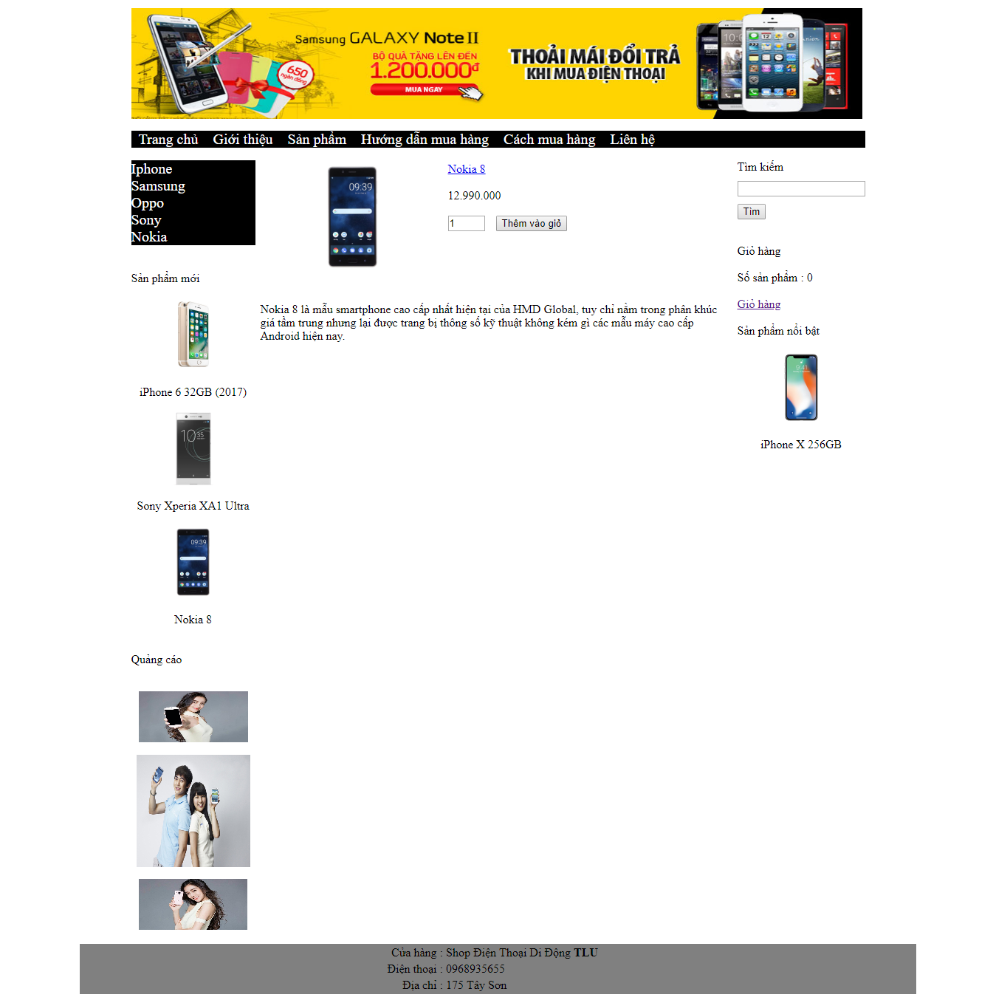 Samsung GALAXY Note II
BỘ QUÀ TẶNG LÊN ĐẾN
1.200.000đ
MUA NGAY
650
ngàn đồng
THOẢI MÁI ĐỔI TRẢ
KHI MUA ĐIỆN THOẠI
Trang chủ Giới thiệu Sản phẩm Hướng dẫn mua hàng Cách mua hàng Liên hệ
Iphone
Samsung
Oppo
Sony
Nokia
Sản phẩm mới
iPhone 6 32GB (2017)
Sony Xperia XA1 Ultra
Nokia 8
Quảng cáo
09:39
Nokia 8
12.990.000
1 Thêm vào giỏ
Nokia 8 là mẫu smartphone cao cấp nhất hiện tại của HMD Global, tuy chỉ nằm trong phân khúc
giá tầm trung nhưng lại được trang bị thông số kỹ thuật không kém gì các mẫu máy cao cấp
Android hiện nay.
Tìm kiếm
Tìm
Giỏ hàng
Số sản phẩm : 0
Giỏ hàng
Sản phẩm nổi bật
iPhone X 256GB
Cửa hàng : Shop Điện Thoại Di Động TLU
Điện thoại : 0968935655
Địa chỉ : 175 Tây Sơn